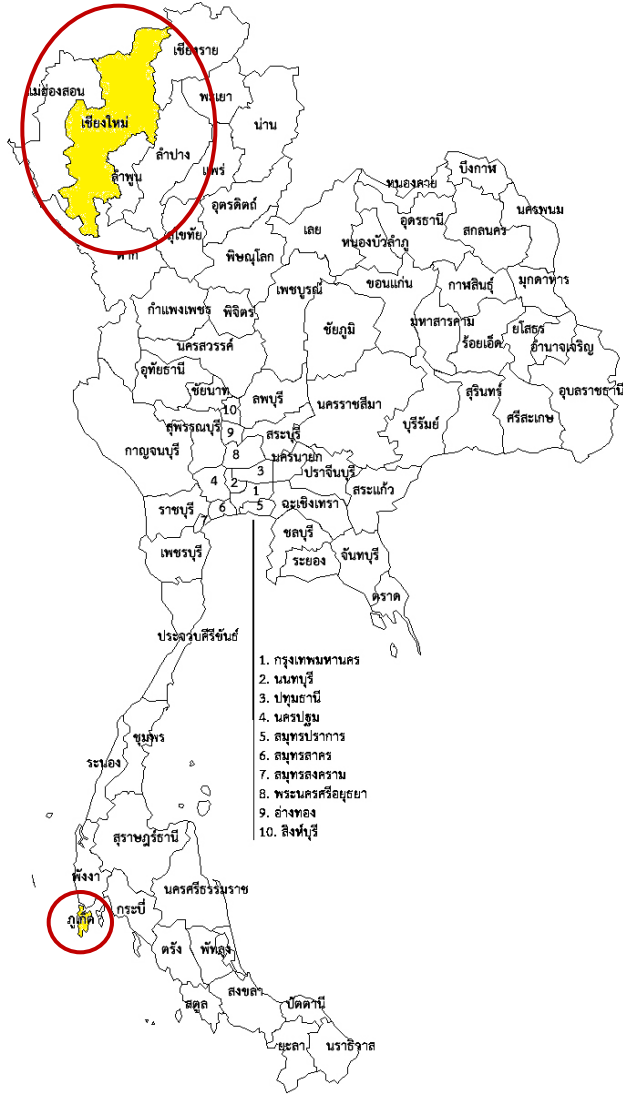 เชียงราย
แม่ฮ่องสอน
พะเยา
เชียงใหม่
น่าน
ลำปาง
แพร่
ลำพูน
อุตรดิตถ์
สุโขทัย
ตาก
พิษณุโลก
เลย
หนองคาย
บึงกาฬ
อุดรธานี
นครพนม
สกลนคร
หนองบัวลำภู
เพชรบูรณ์
ขอนแก่น
กาฬสินธุ์
มุกดาหาร
กำแพงเพชร
พิจิตร
ชัยภูมิ
มหาสารคาม
ยโสธร
ร้อยเอ็ด
อำนาจเจริญ
นครสวรรค์
อุทัยธานี
ชัยนาท
ลพบุรี
นครราชสีมา
สุรินทร์
อุบลราชธานี
10
สุพรรณบุรี
9
สระบุรี
บุรีรัมย์
ศรีสะเกษ
กาญจนบุรี
8
นครนายก
3
ปราจีนบุรี
4
2
1
สระแก้ว
ราชบุรี
6
5
ฉะเชิงเทรา
7
ชลบุรี
เพชรบุรี
ระยอง
จันทบุรี
ตราด
ประจวบคีรีขันธ์
1. กรุงเทพมหานคร
2. นนทบุรี
3. ปทุมธานี
4. นครปฐม
5. สมุทรปราการ
6. สมุทรสาคร
7. สมุทรสงคราม
8. พระนครศรีอยุธยา
9. อ่างทอง
10. สิงห์บุรี
ชุมพร
ระนอง
สุราษฎร์ธานี
พังงา
นครศรีธรรมราช
ภูเก็ต
กระบี่
ตรัง
พัทลุง
สงขลา
สตูล
ปัตตานี
ยะลา
นราธิวาส